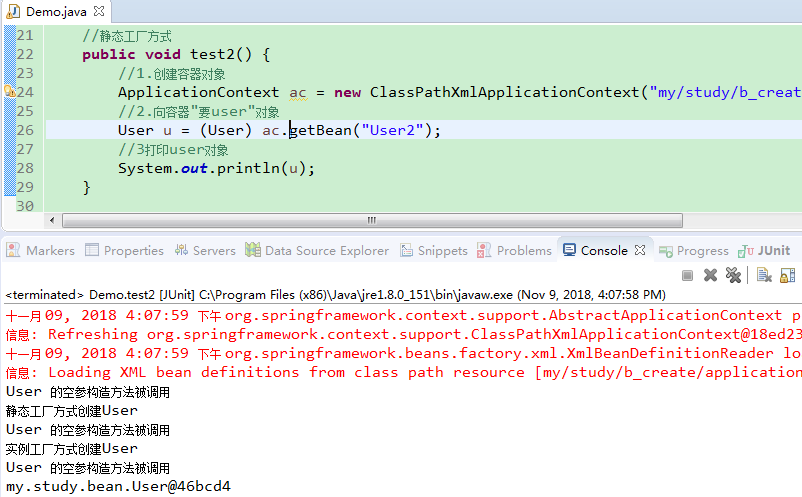 Demo.java
21 //静态工厂方式
22 public void test2() {
23 //1.创建容器对象
24 ApplicationContext ac = new ClassPathXmlApplicationContext("my/study/b_creat
25 //2.向容器"要user"对象
26 User u = (User) ac.getBean("User2");
27 //3打印user对象
28 System.out.println(u);
29 }
30
Markers Properties Servers Data Source Explorer Snippets Problems Console Progress JUnit
<terminated> Demo.test2 [JUnit] C:\Program Files (x86)\Java\jre1.8.0_151\bin\javaw.exe (Nov 9, 2018, 4:07:58 PM)
十一月 09, 2018 4:07:59 下午 org.springframework.context.support.AbstractApplicationContext p
信息: Refreshing org.springframework.context.support.ClassPathXmlApplicationContext@18ed23
十一月 09, 2018 4:07:59 下午 org.springframework.beans.factory.xml.XmlBeanDefinitionReader lo
信息: Loading XML bean definitions from class path resource [my/study/b_create/application
User 的空参构造方法被调用
静态工厂方式创建User
User 的空参构造方法被调用
实例工厂方式创建User
User 的空参构造方法被调用
my.study.bean.User@46bcd4